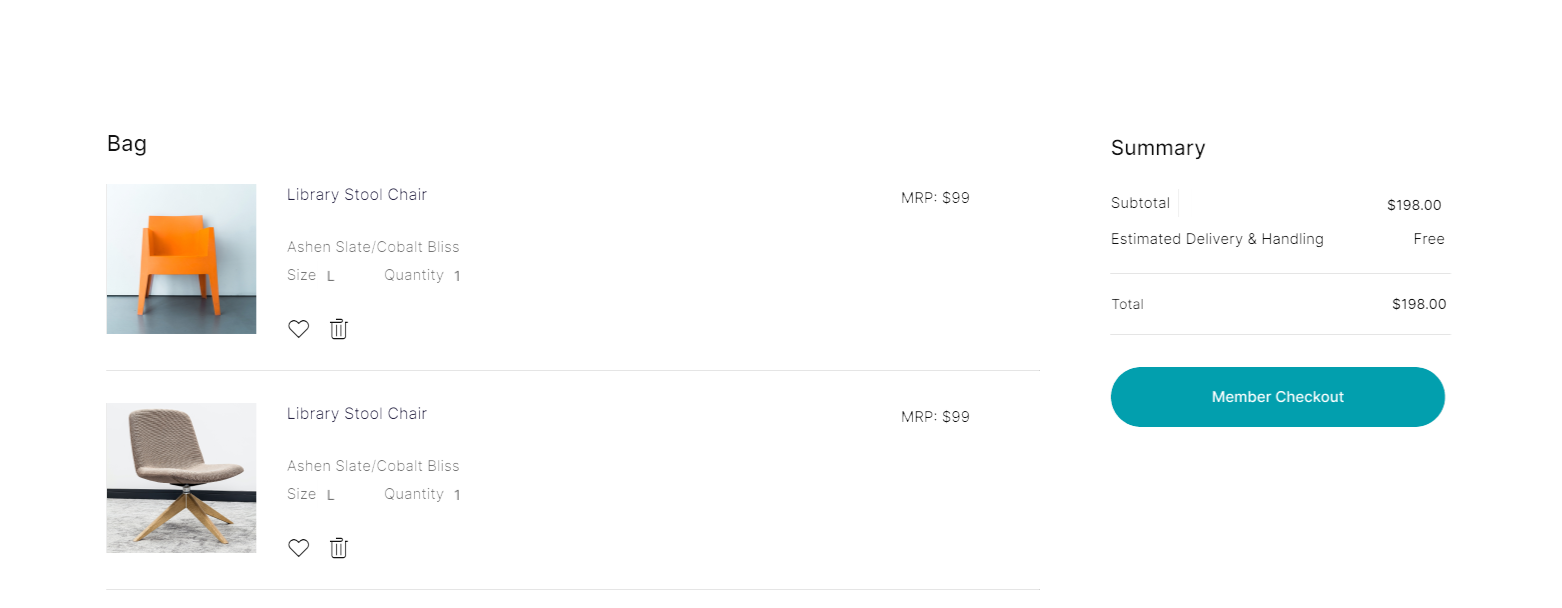 Bag
Library Stool Chair
MRP: $99
Ashen Slate/Cobalt Bliss
Size L Quantity 1
Library Stool Chair
MRP: $99
Ashen Slate/Cobalt Bliss
Size L Quantity 1
Summary
Subtotal $198.00
Estimated Delivery & Handling Free
Total $198.00
Member Checkout